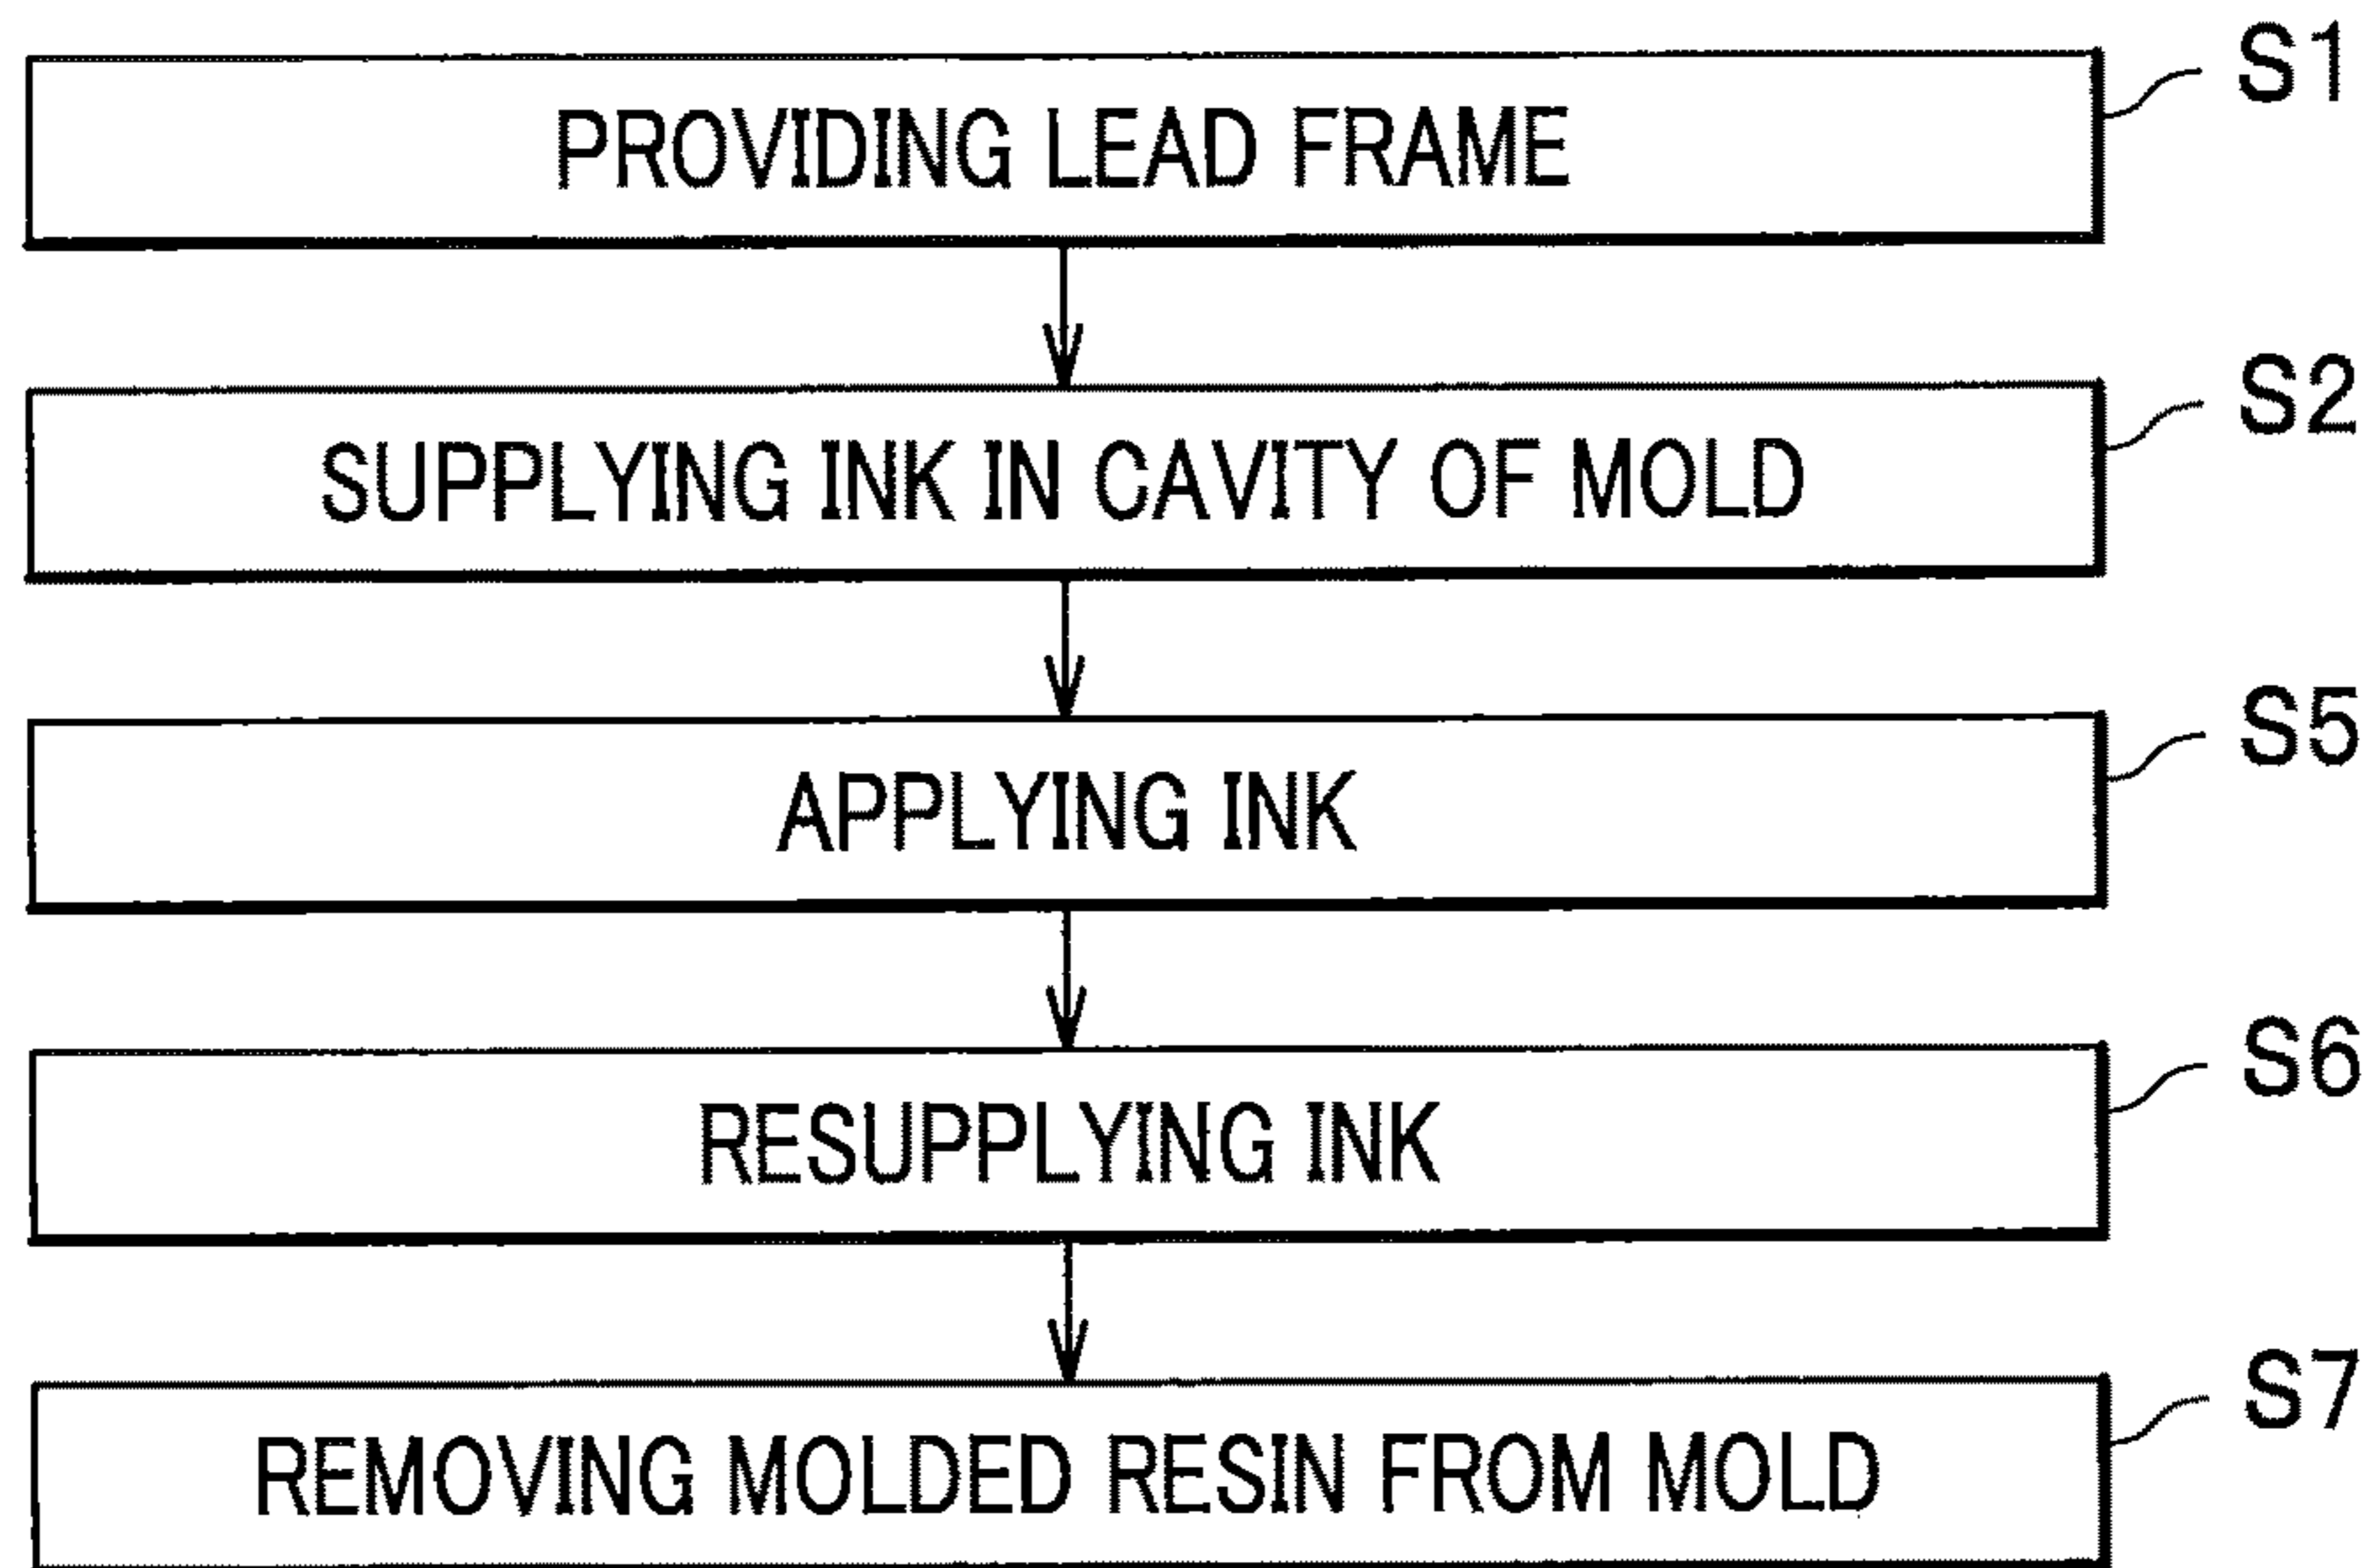 PROVIDING LEAD FRAME S1
SUPPLYING INK IN CAVITY OF MOLD S2
APPLYING INK S5
RESUPPLYING INK S6
REMOVING MOLDED RESIN FROM MOLD S7